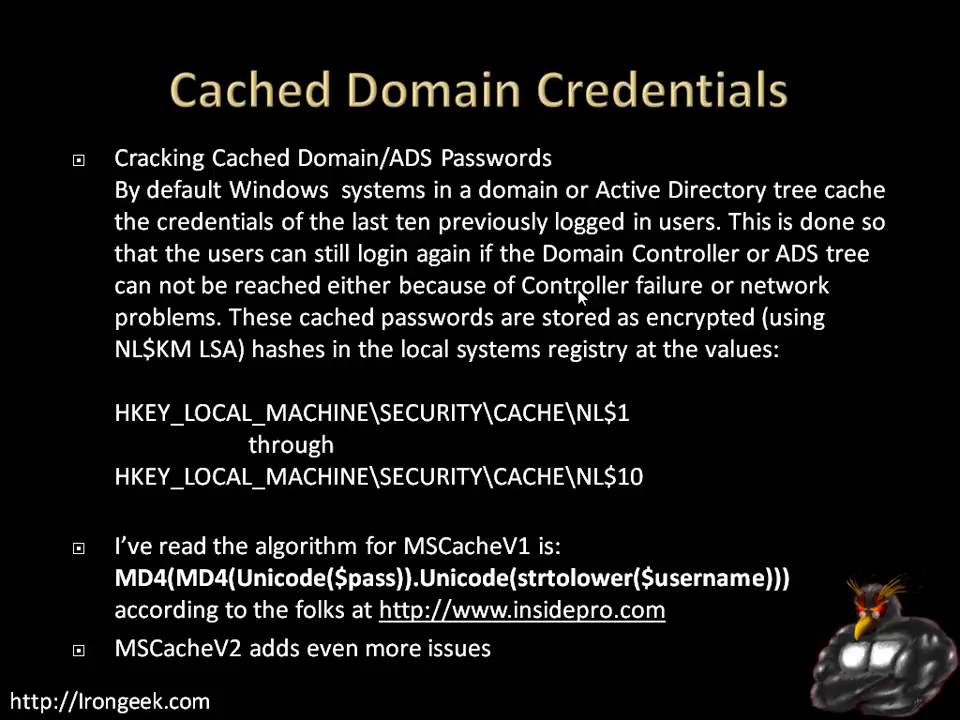 Cached Domain Credentials
Cracking Cached Domain/ADS Passwords
By default Windows systems in a domain or Active Directory tree cache
the credentials of the last ten previously logged in users. This is done so
that the users can still login again if the Domain Controller or ADS tree
can not be reached either because of Controller failure or network
problems. These cached passwords are stored as encrypted (using
NL$KM LSA) hashes in the local systems registry at the values:
HKEY_LOCAL_MACHINE\SECURITY\CACHE\NL$1
through
HKEY_LOCAL_MACHINE\SECURITY\CACHE\NL$10
I’ve read the algorithm for MSCacheV1 is:
MD4(MD4(Unicode($pass)).Unicode(strtolower($username)))
according to the folks at http://www.insidepro.com
MSCacheV2 adds even more issues
http://Irongeek.com